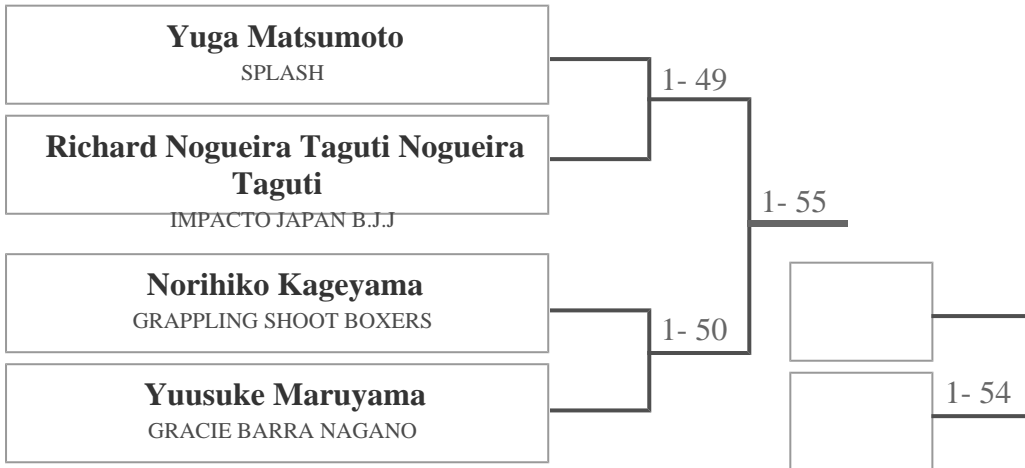 Yuga Matsumoto
SPLASH
1- 49
Richard Nogueira Taguti Nogueira
Taguti
IMPACTO JAPAN B.J.J
1- 55
Norihiko Kageyama
GRAPPLING SHOOT BOXERS
1- 50
Yuusuke Maruyama
GRACIE BARRA NAGANO
1- 54